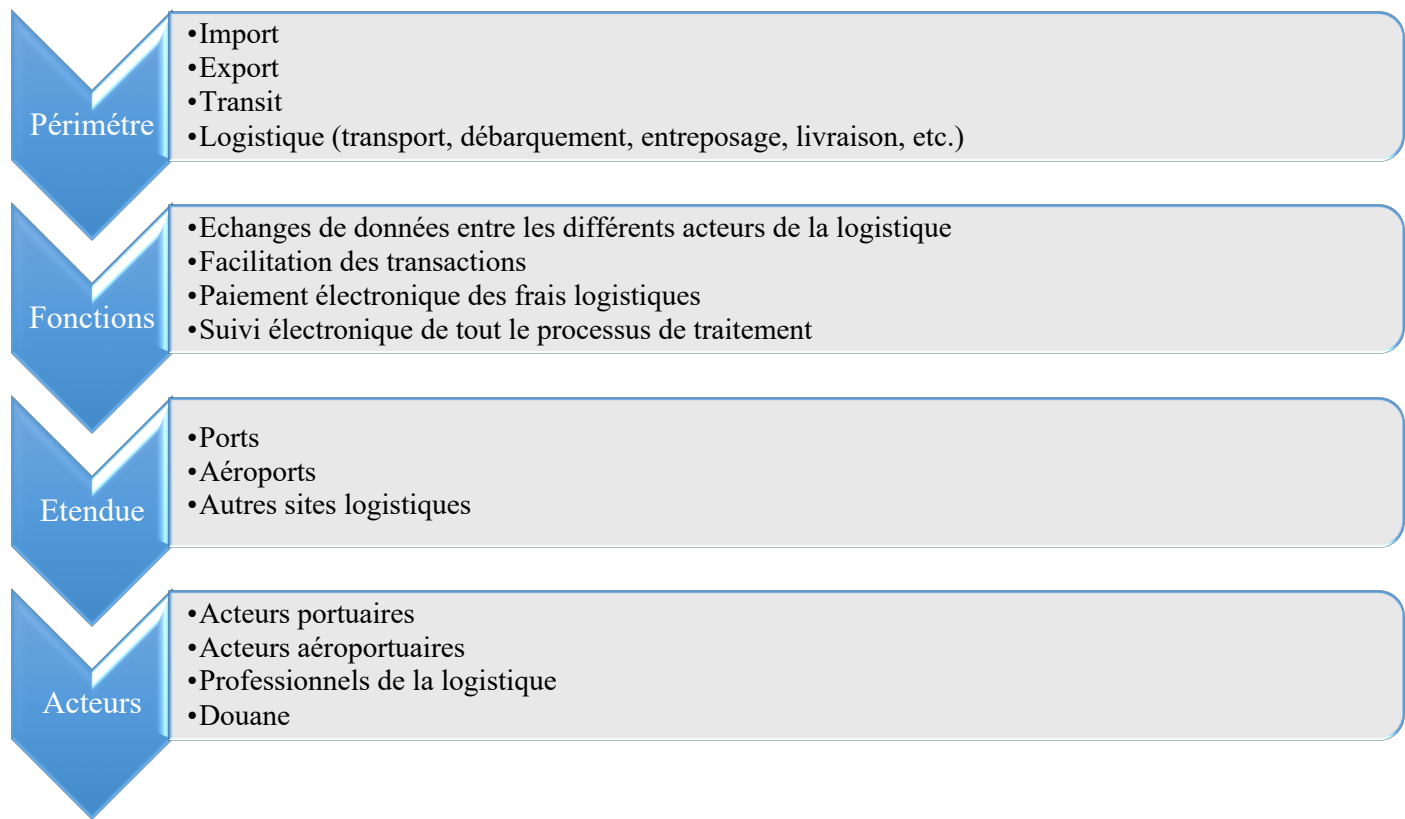 Périmétre
•Import
•Export
•Transit
•Logistique (transport, débarquement, entreposage, livraison, etc.)
Fonctions
•Echanges de données entre les différents acteurs de la logistique
•Facilitation des transactions
•Paiement électronique des frais logistiques
•Suivi électronique de tout le processus de traitement
Etendue
•Ports
•Aéroports
•Autres sites logistiques
Acteurs
•Acteurs portuaires
•Acteurs aéroportuaires
•Professionnels de la logistique
•Douane